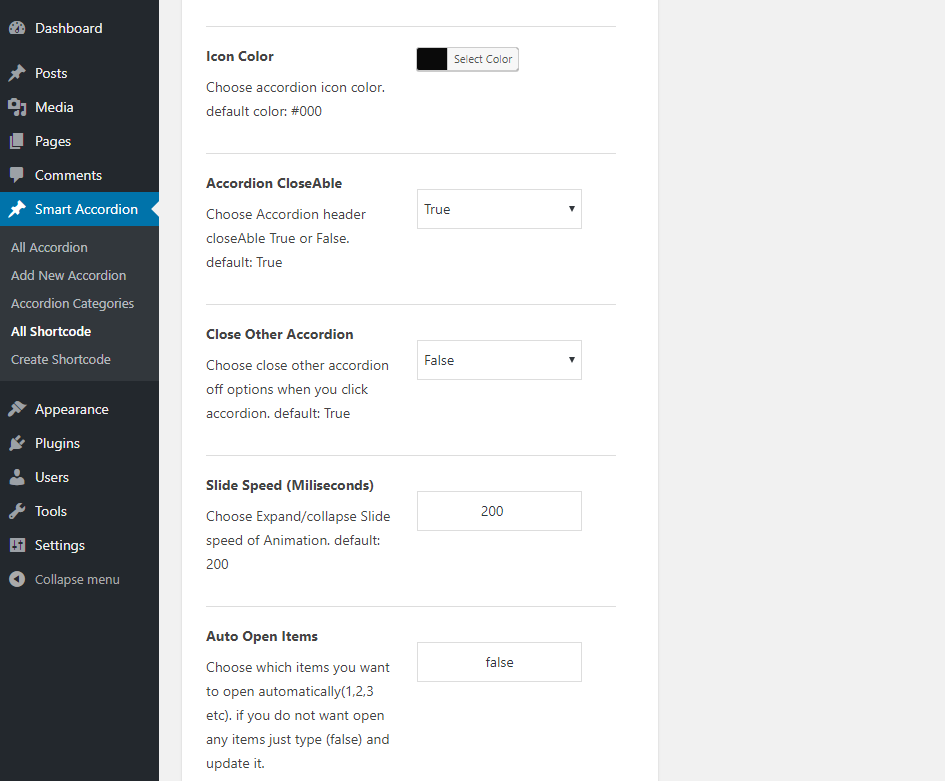 Dashboard
Posts
Media
Pages
Comments
Smart Accordion
All Accordion
Add New Accordion
Accordion Categories
All Shortcode
Create Shortcode
Appearance
Plugins
Users
Tools
Settings
Collapse menu
Icon Color
Choose accordion icon color.
default color: #000
Select Color
Accordion CloseAble
Choose Accordion header
closeAble True or False.
default: True
True
Close Other Accordion
Choose close other accordion
off options when you click
accordion. default: True
False
Slide Speed (Miliseconds)
Choose Expand/collapse Slide
speed of Animation. default:
200
200
Auto Open Items
Choose which items you want
to open automatically(1,2,3
etc). if you do not want open
any items just type (false) and
update it.
false